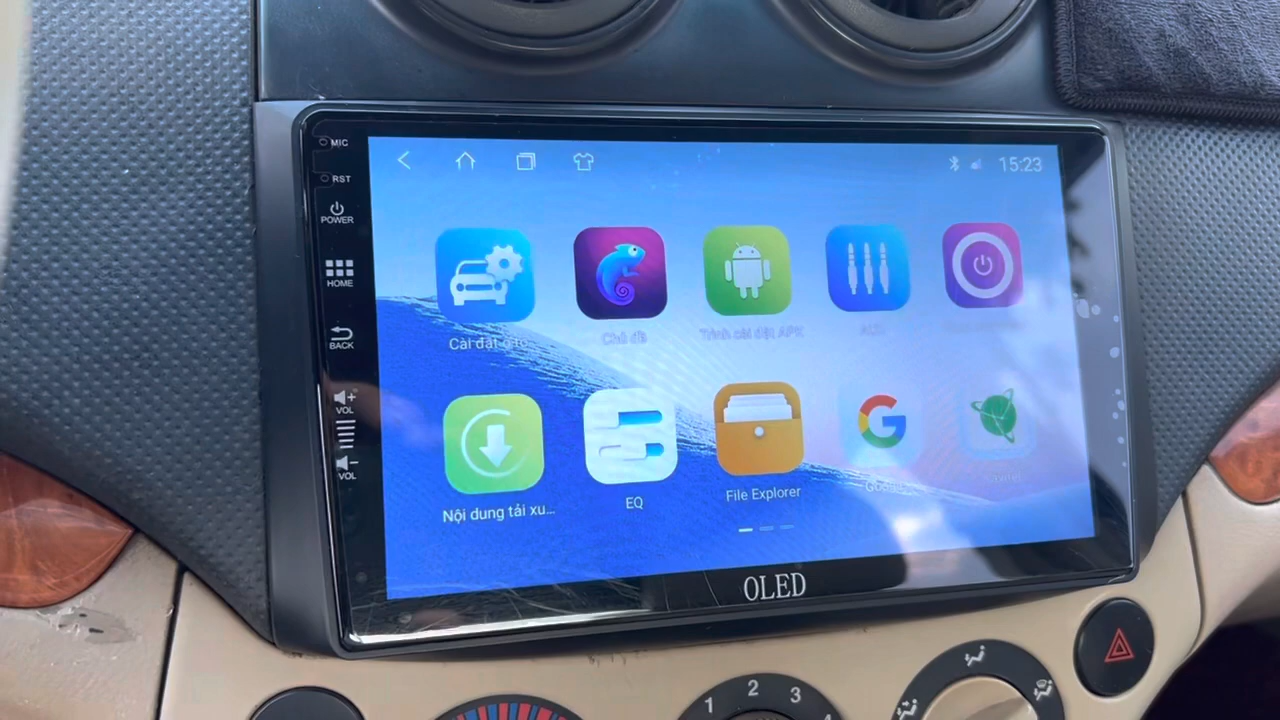 MIC
RST
15:23
POWER
HOME
Cài đặt ô tô
Chủ đề
Trình cài đặt APK
BACK
VOL
VOL
Nội dung tải xu...
EQ
File Explorer
OLED
1
2
3
4